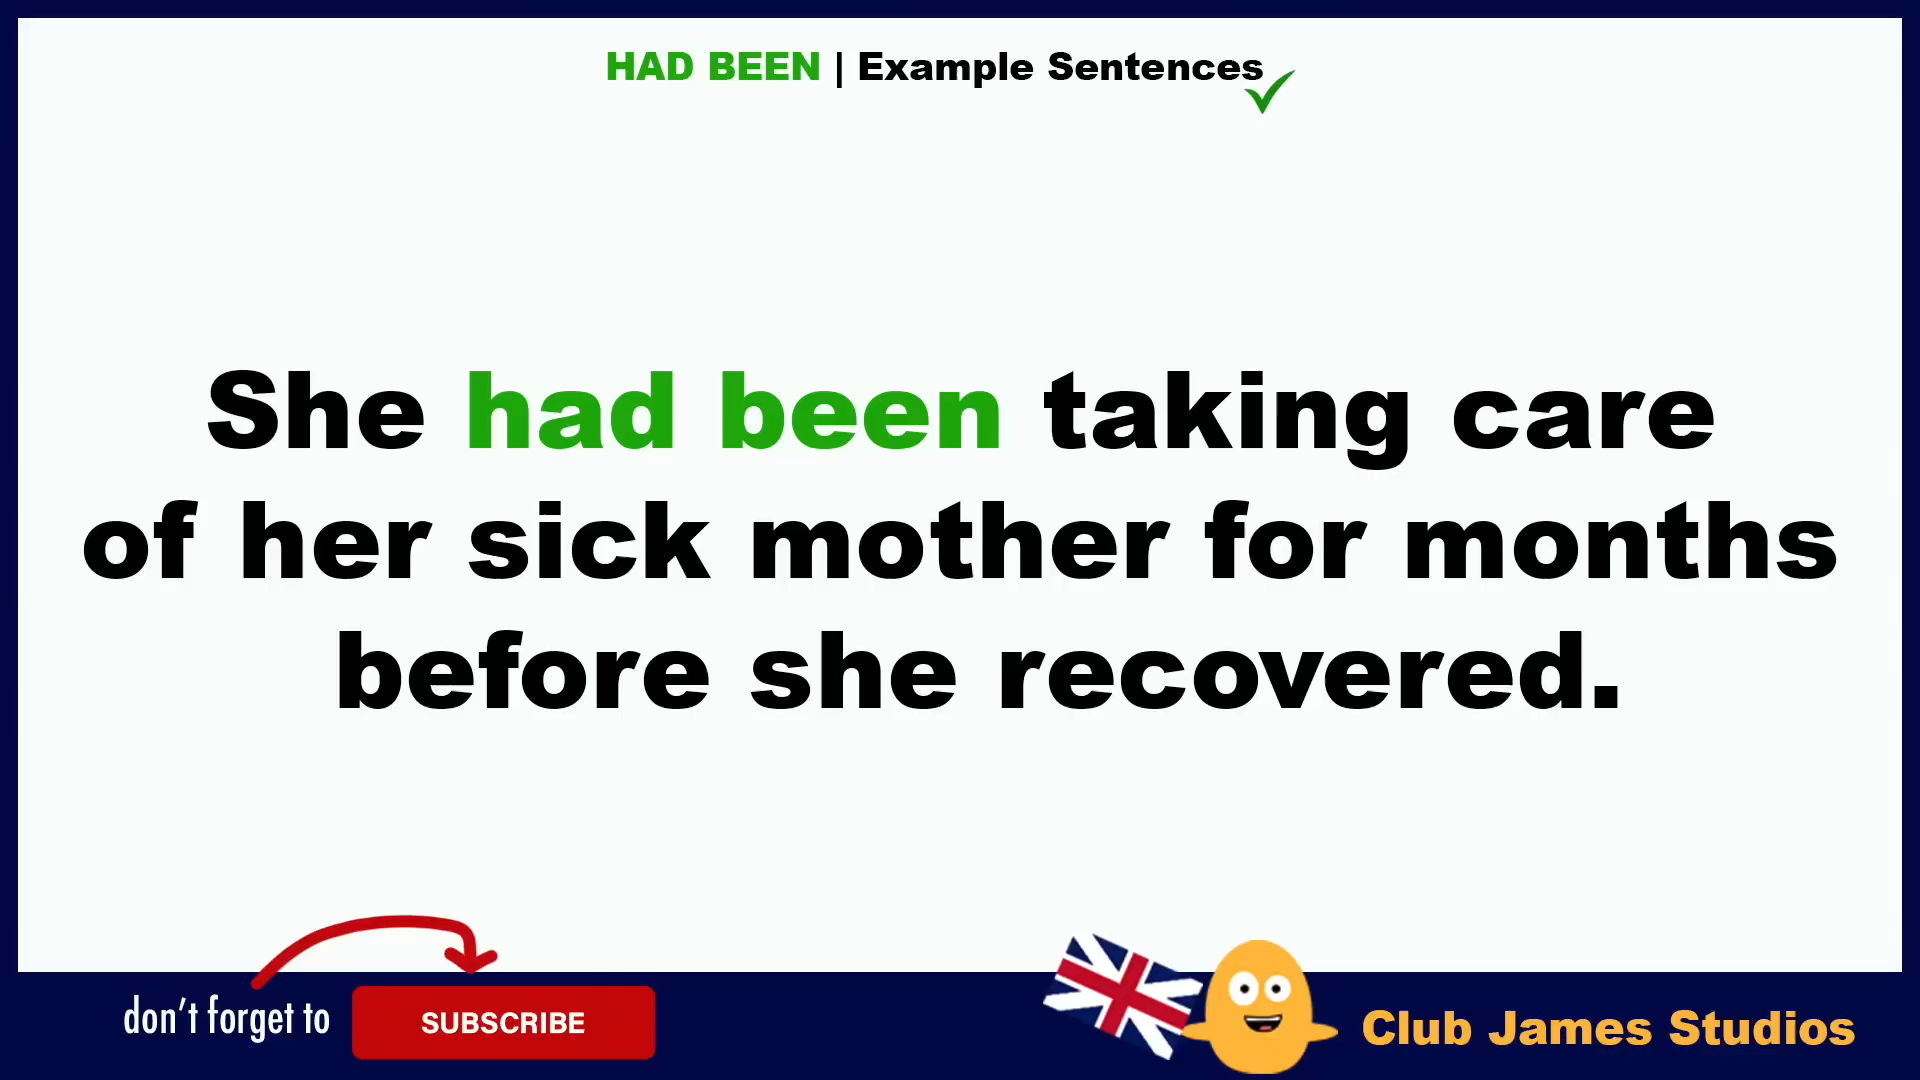 HAD BEEN | Example Sentences
She had been taking care
of her sick mother for months
before she recovered.
don't forget to SUBSCRIBE
Club James Studios